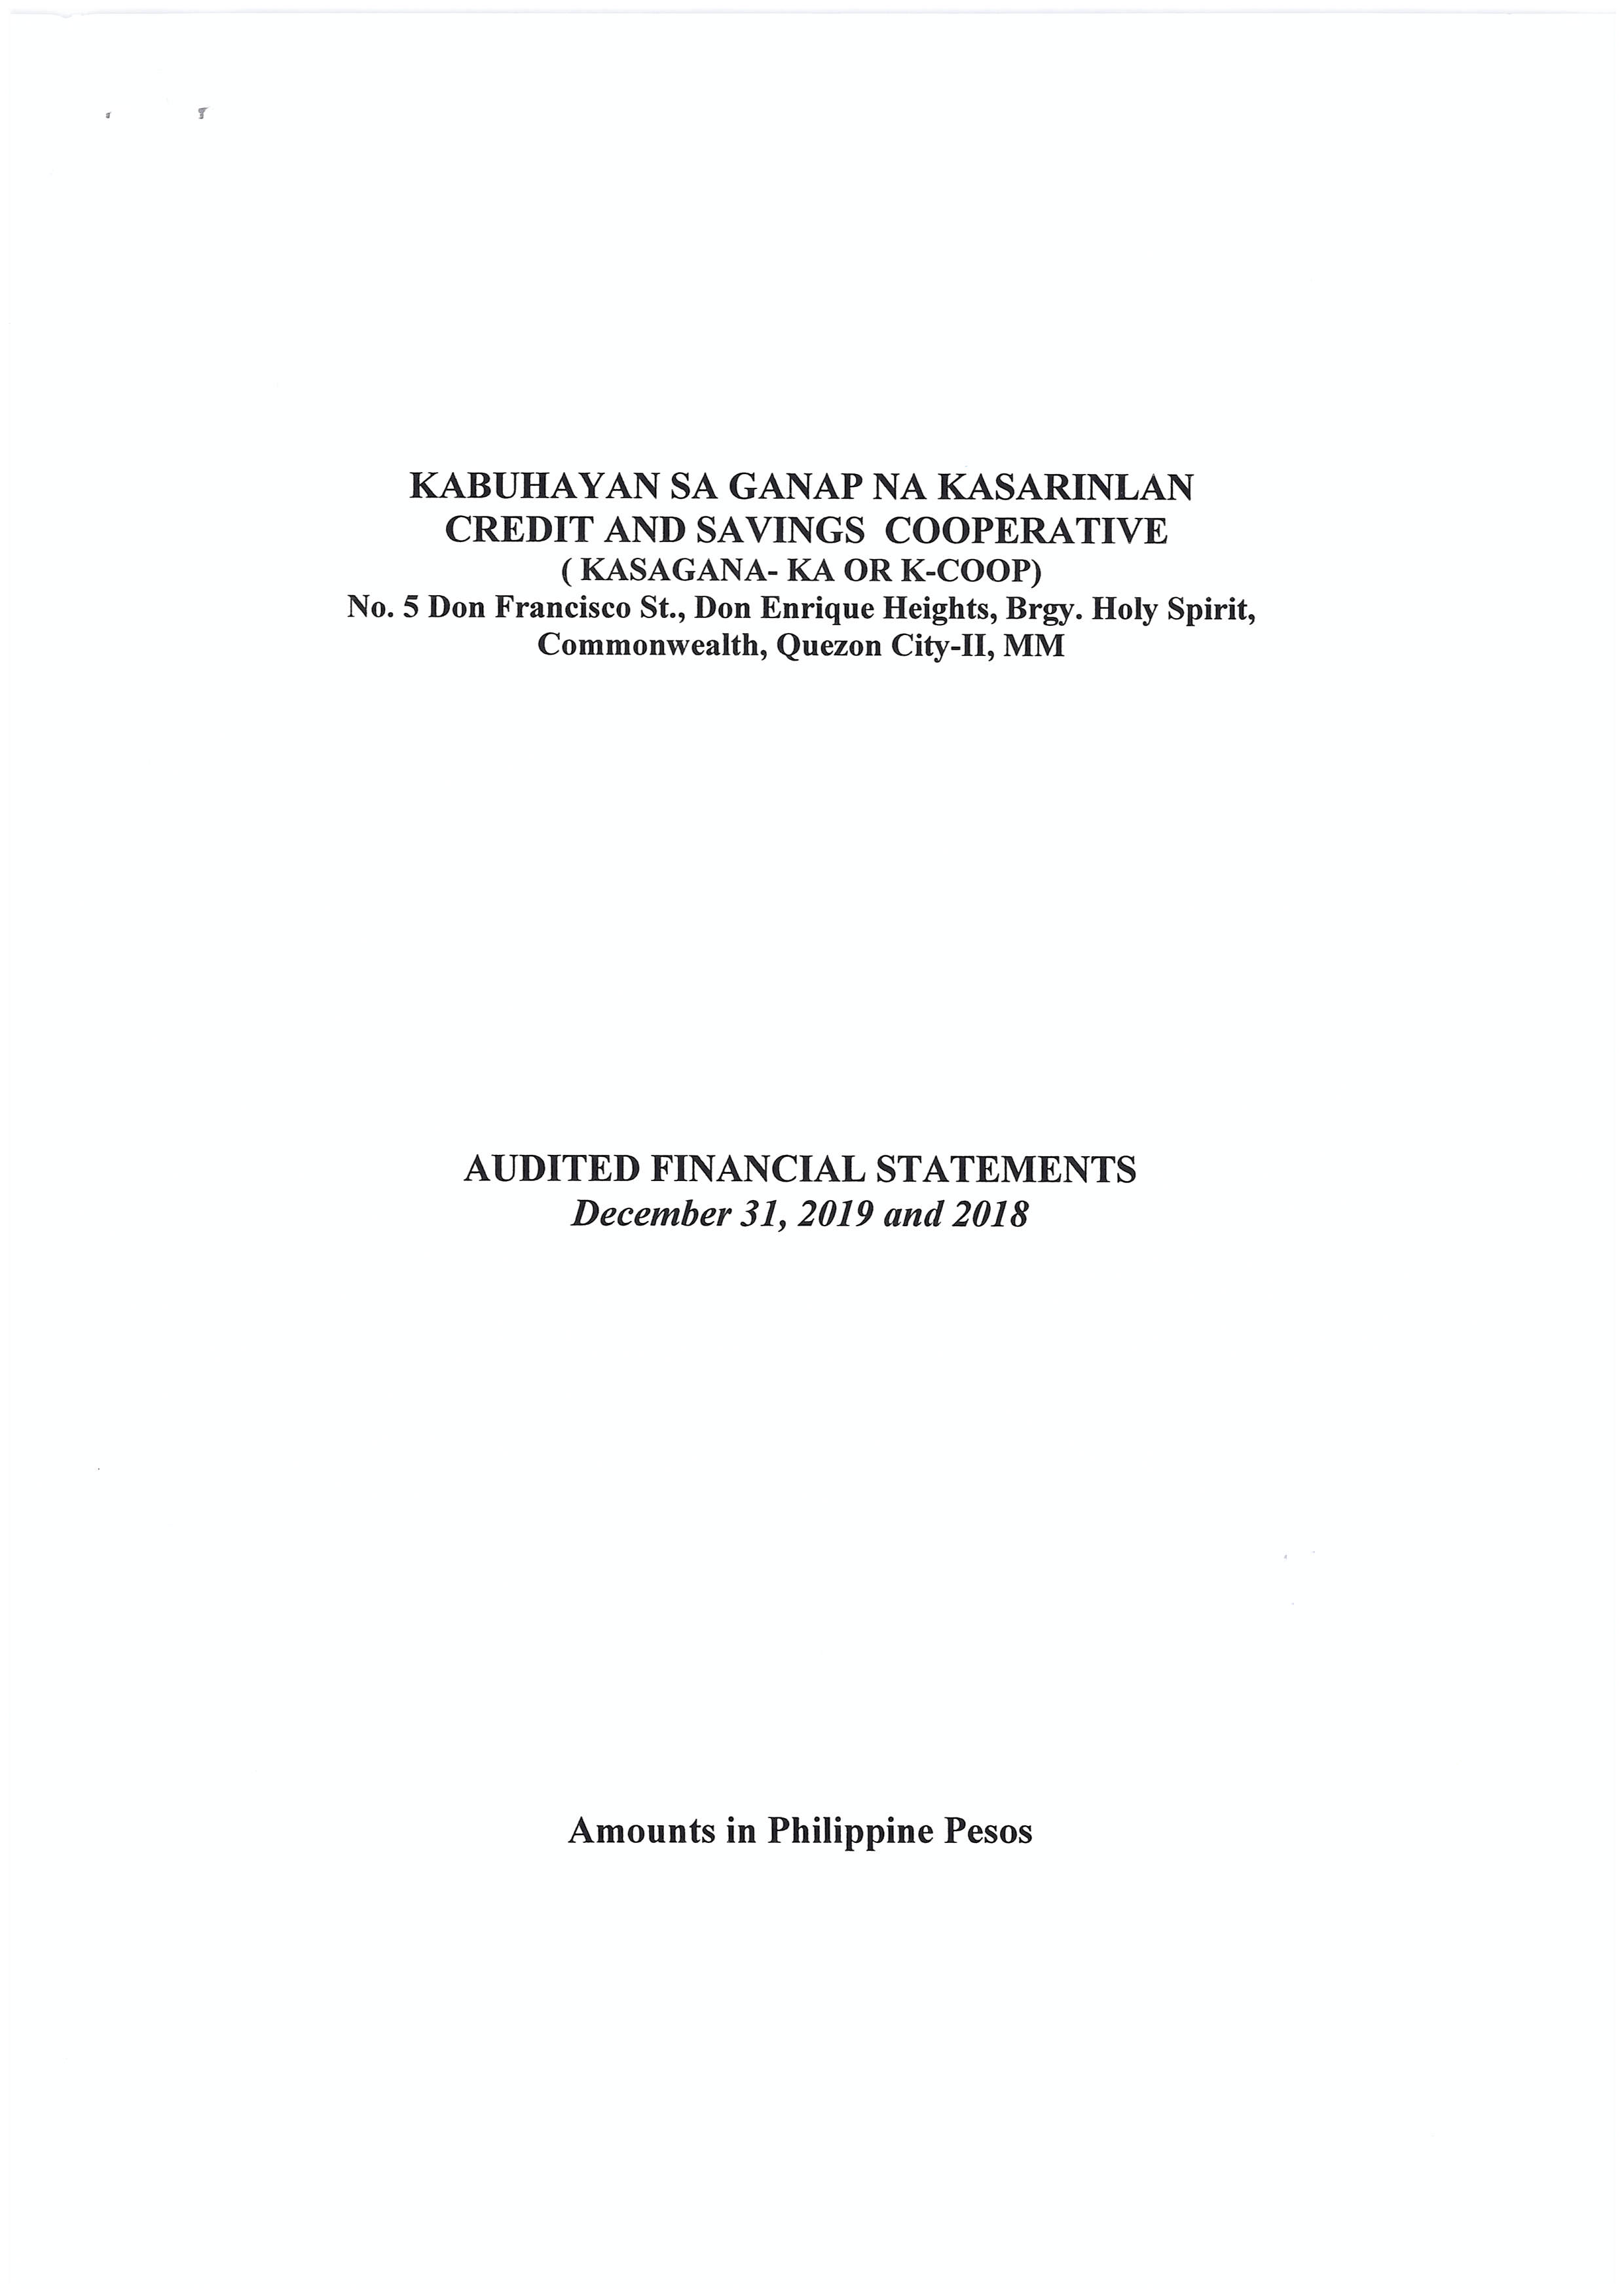 KABUHAYAN SA GANAP NA KASARINLAN
CREDIT AND SAVINGS COOPERATIVE
( KASAGANA- KA OR K-COOP)
No. 5 Don Francisco St., Don Enrique Heights, Brgy. Holy Spirit,
Commonwealth, Quezon City-II, MM
AUDITED FINANCIAL STATEMENTS
December 31, 2019 and 2018
Amounts in Philippine Pesos